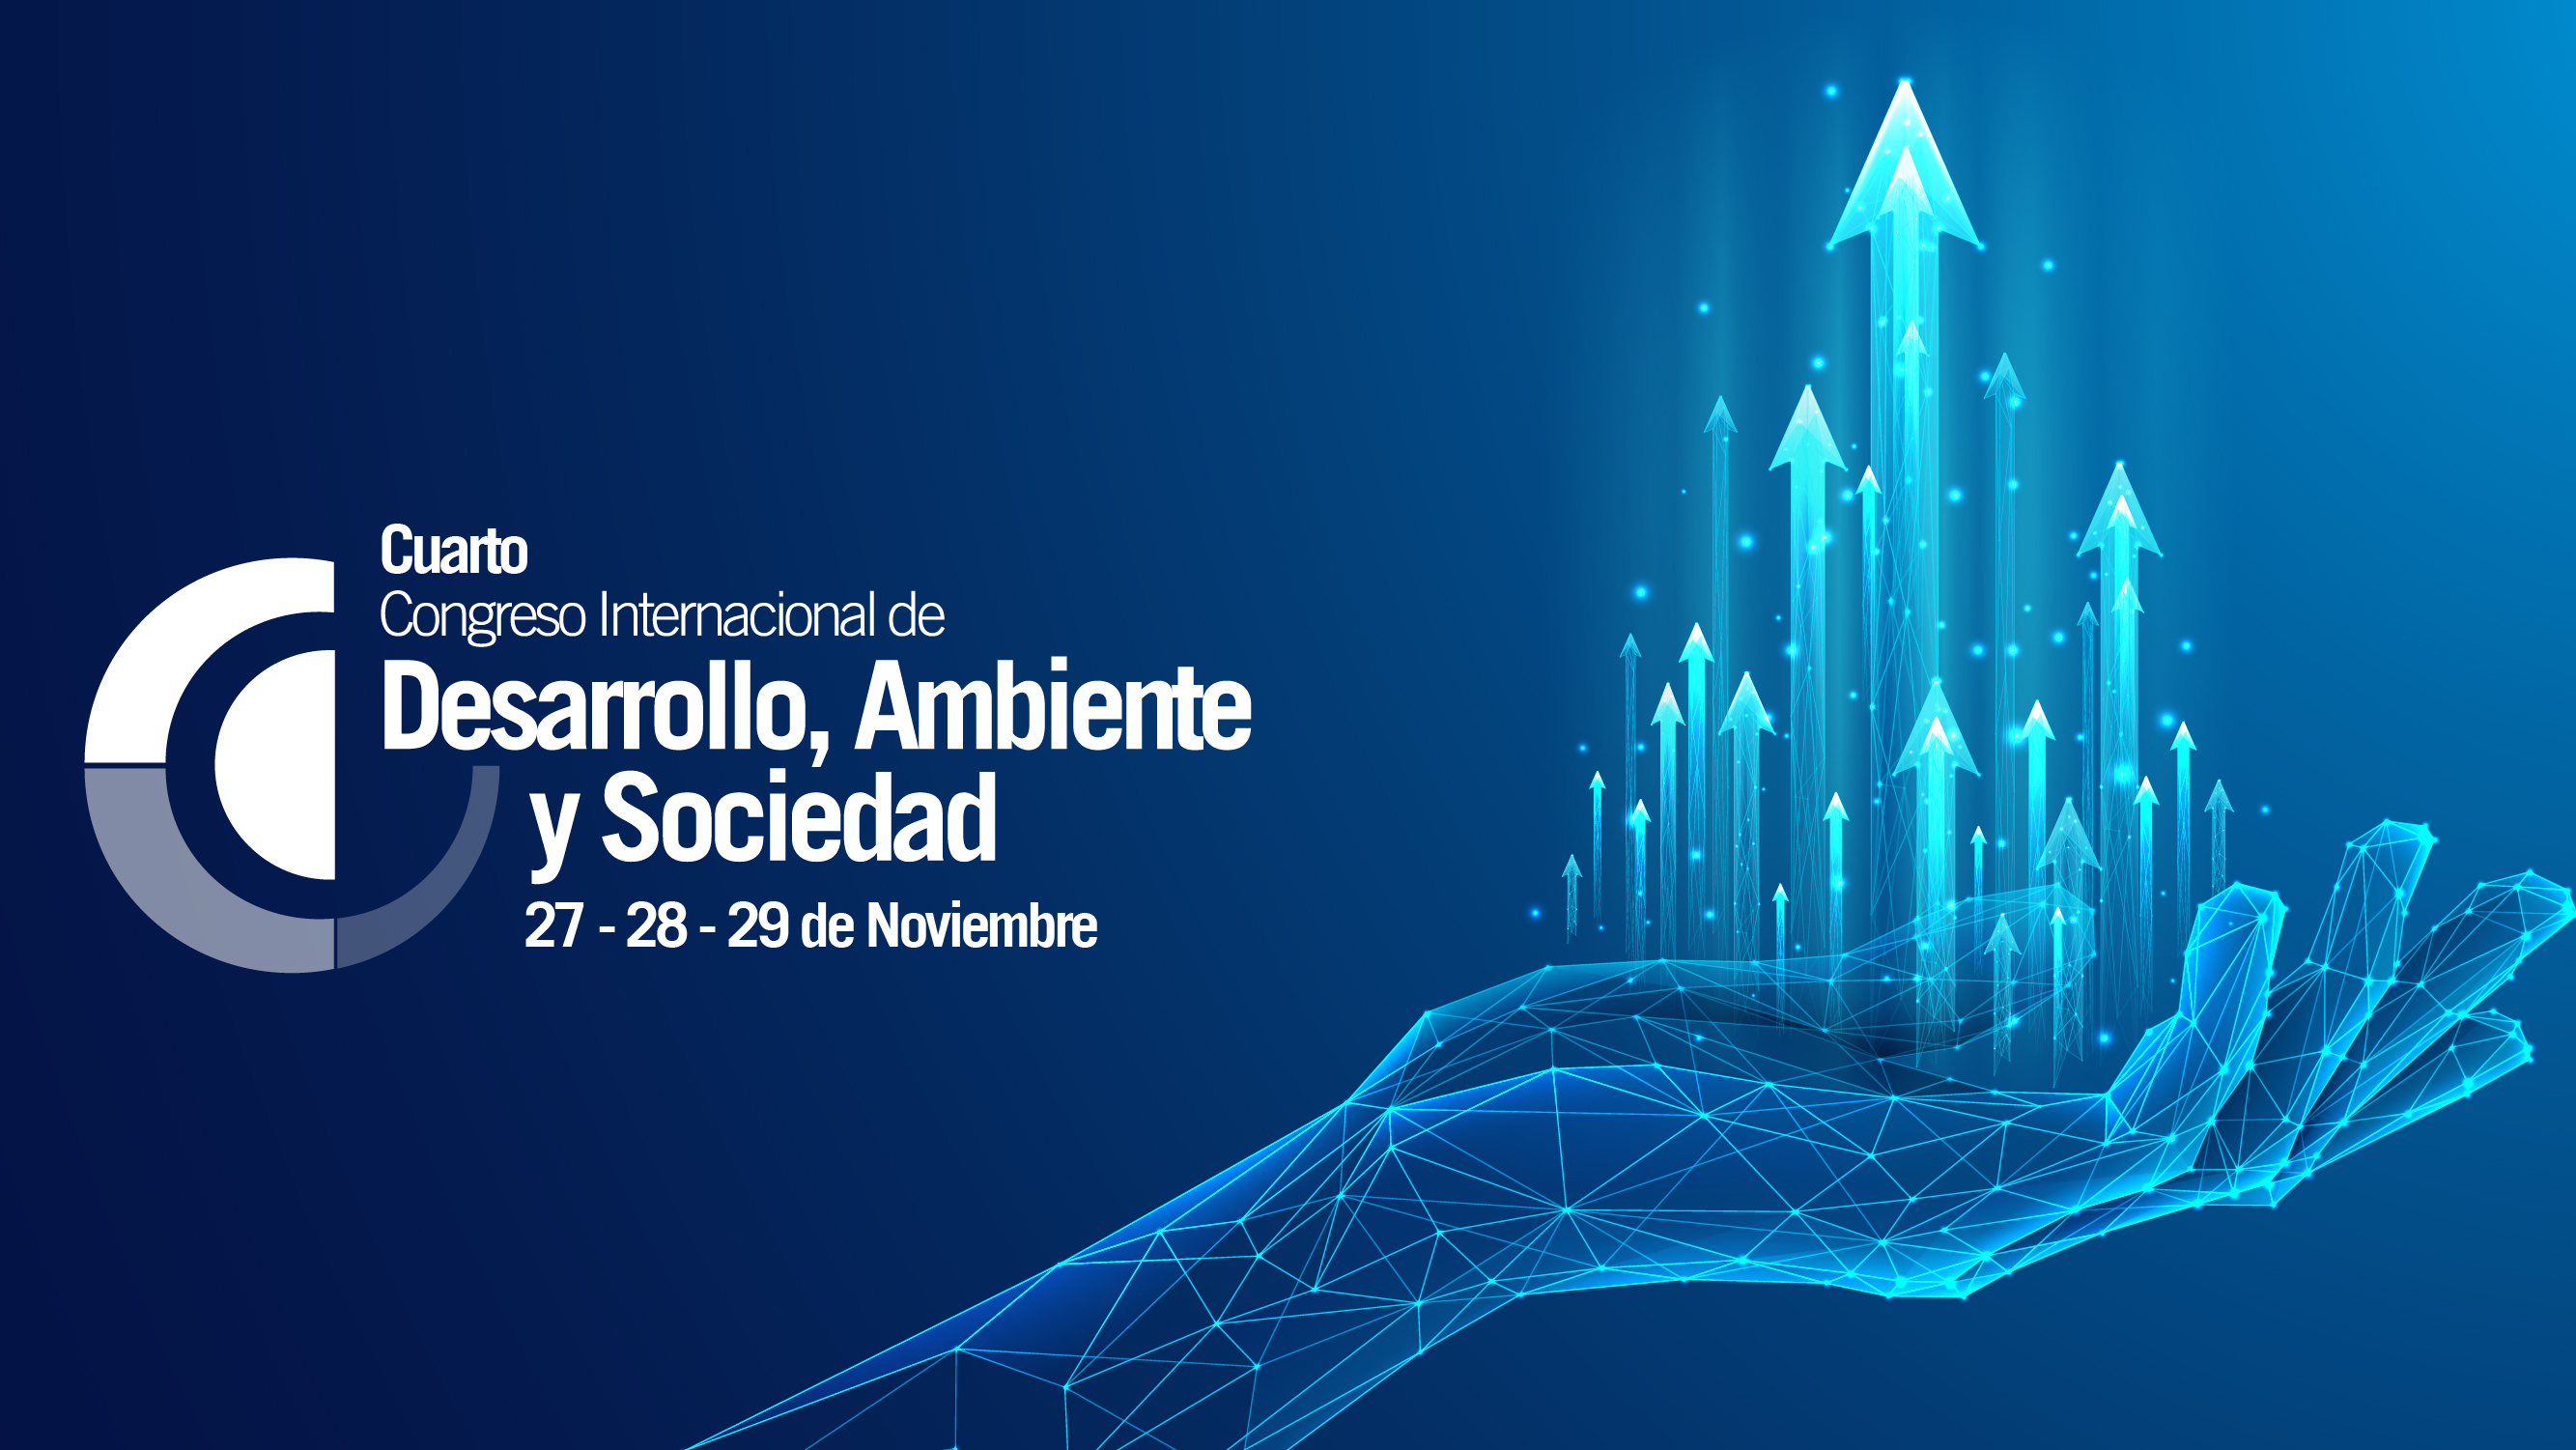 Cuarto
Congreso Internacional de
Desarrollo, Ambiente
y Sociedad
27 - 28 - 29 de Noviembre